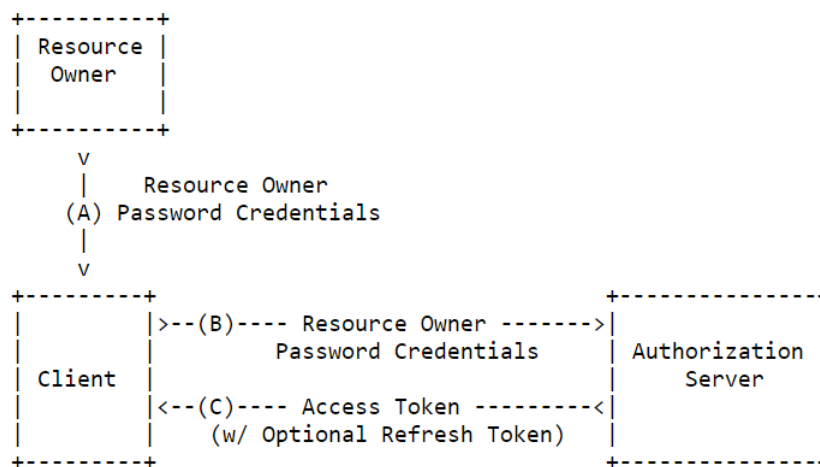 Resource
Owner
v
Resource Owner
(A) Password Credentials
v
>--(B)---- Resource Owner ------->
Password Credentials
Authorization
Client
Server
<--(C)---- Access Token ---------<
(w/ Optional Refresh Token)